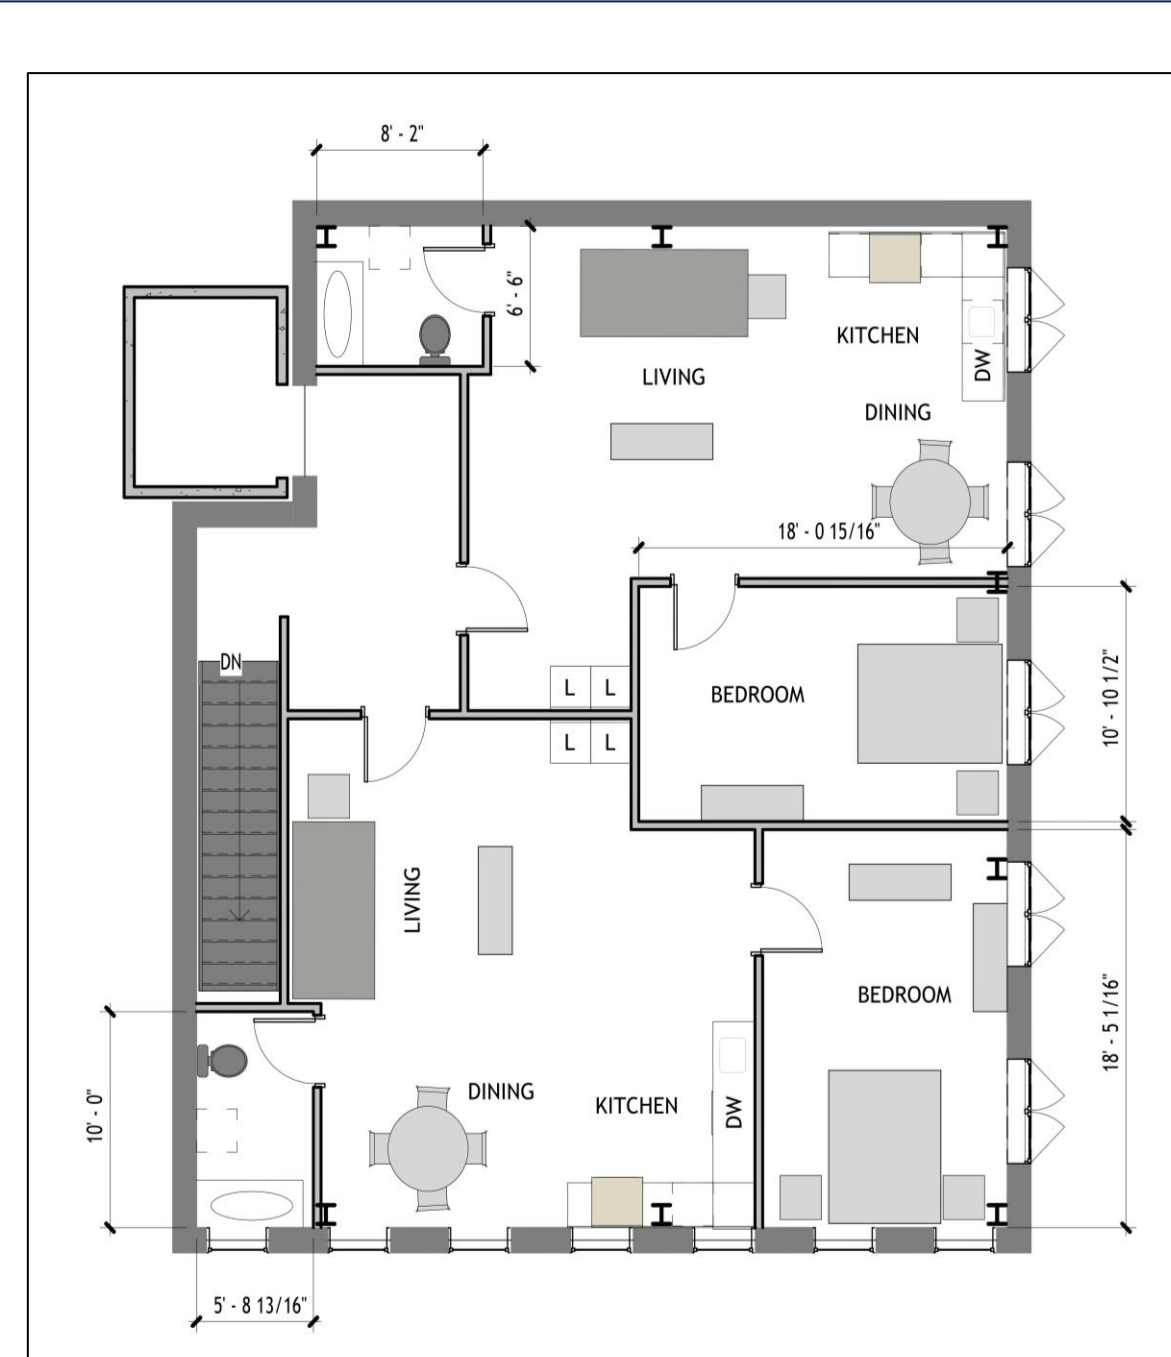 8' - 2"
6' - 6"
KITCHEN
LIVING
DW
DINING
18' - 0 15/16"
DN
L L
BEDROOM
10' - 10 1/2"
L L
LIVING
BEDROOM
18' - 5 1/16"
DINING
KITCHEN
DW
10' - 0"
5' - 8 13/16"